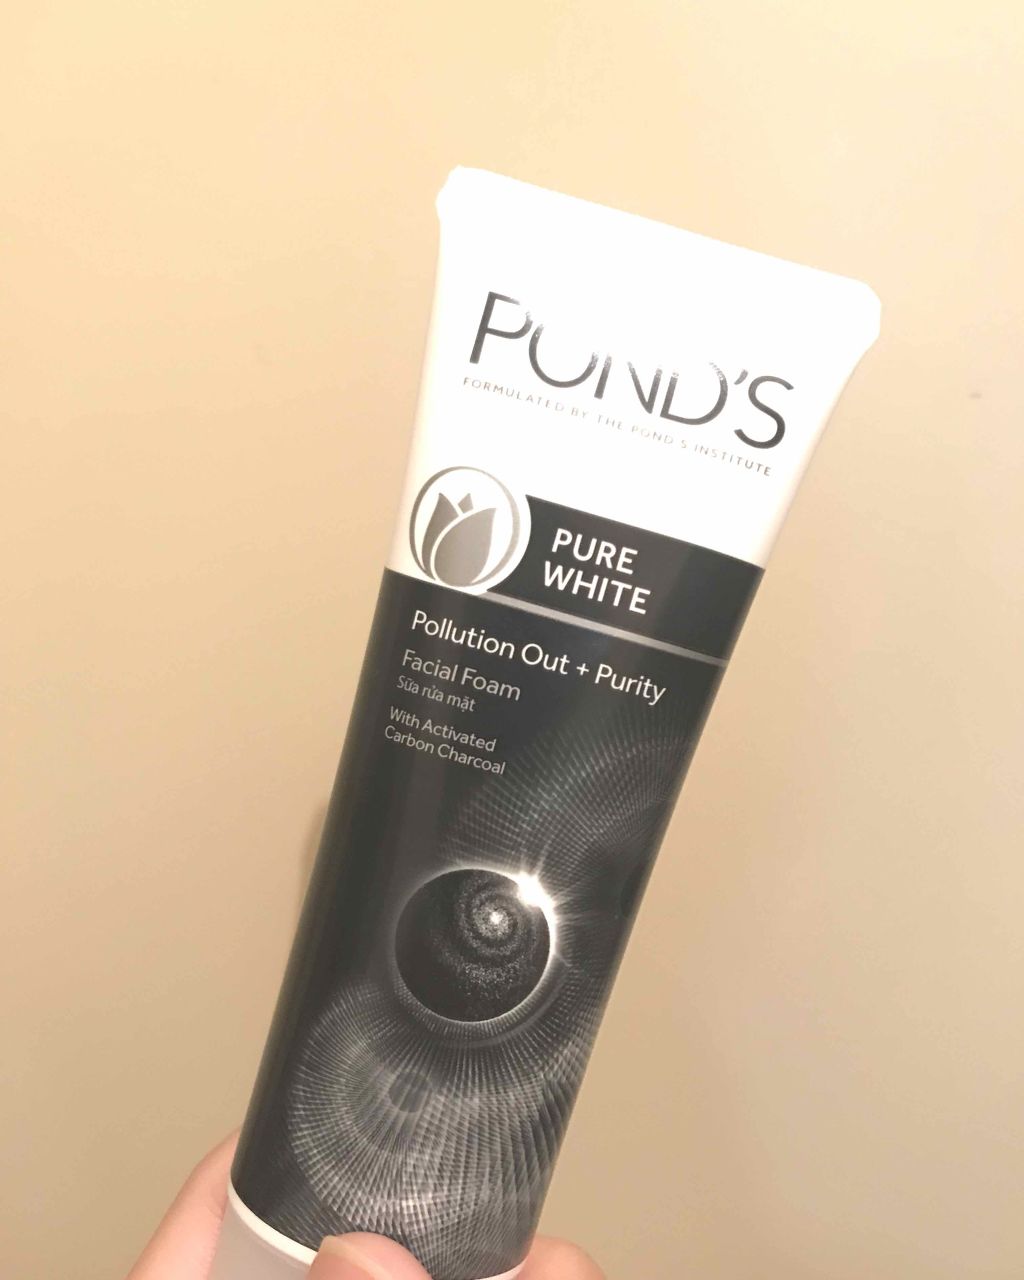 POND'S
FORMULATED BY THE POND'S INSTITUTE
PURE
WHITE
Pollution Out + Purity
Facial Foam
Sữa rửa mặt
With Activated
Carbon Charcoal